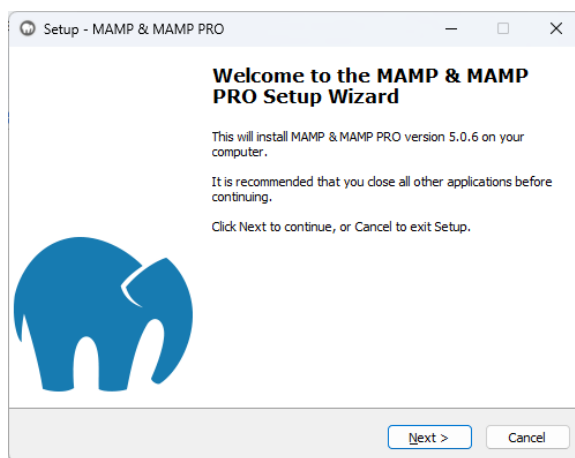 Setup - MAMP & MAMP PRO
Welcome to the MAMP & MAMP
PRO Setup Wizard
This will install MAMP & MAMP PRO version 5.0.6 on your
computer.
It is recommended that you close all other applications before
continuing.
Click Next to continue, or Cancel to exit Setup.
Next >
Cancel